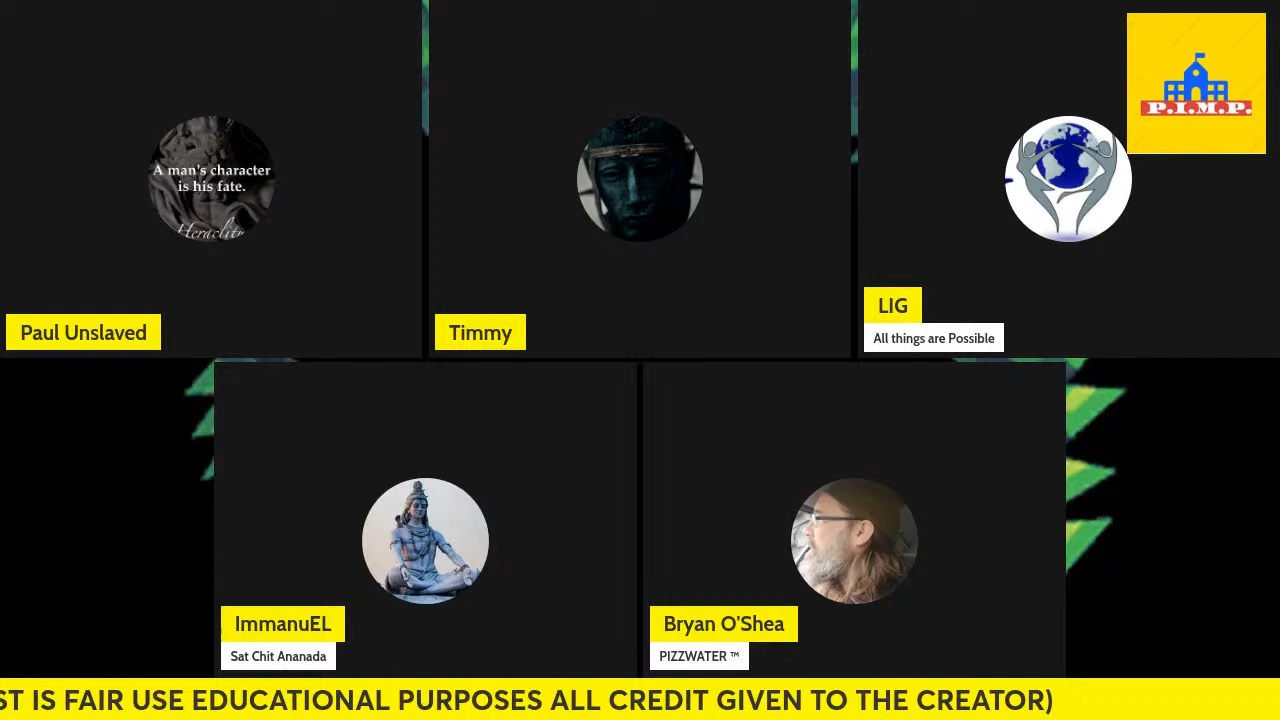 A man's character
is his fate.
P.I.M.P.
Paul Unslaved
Timmy
LIG
All things are Possible
ImmanuEL
Sat Chit Ananada
Bryan O'Shea
PIZZWATER ™
ST IS FAIR USE EDUCATIONAL PURPOSES ALL CREDIT GIVEN TO THE CREATOR)